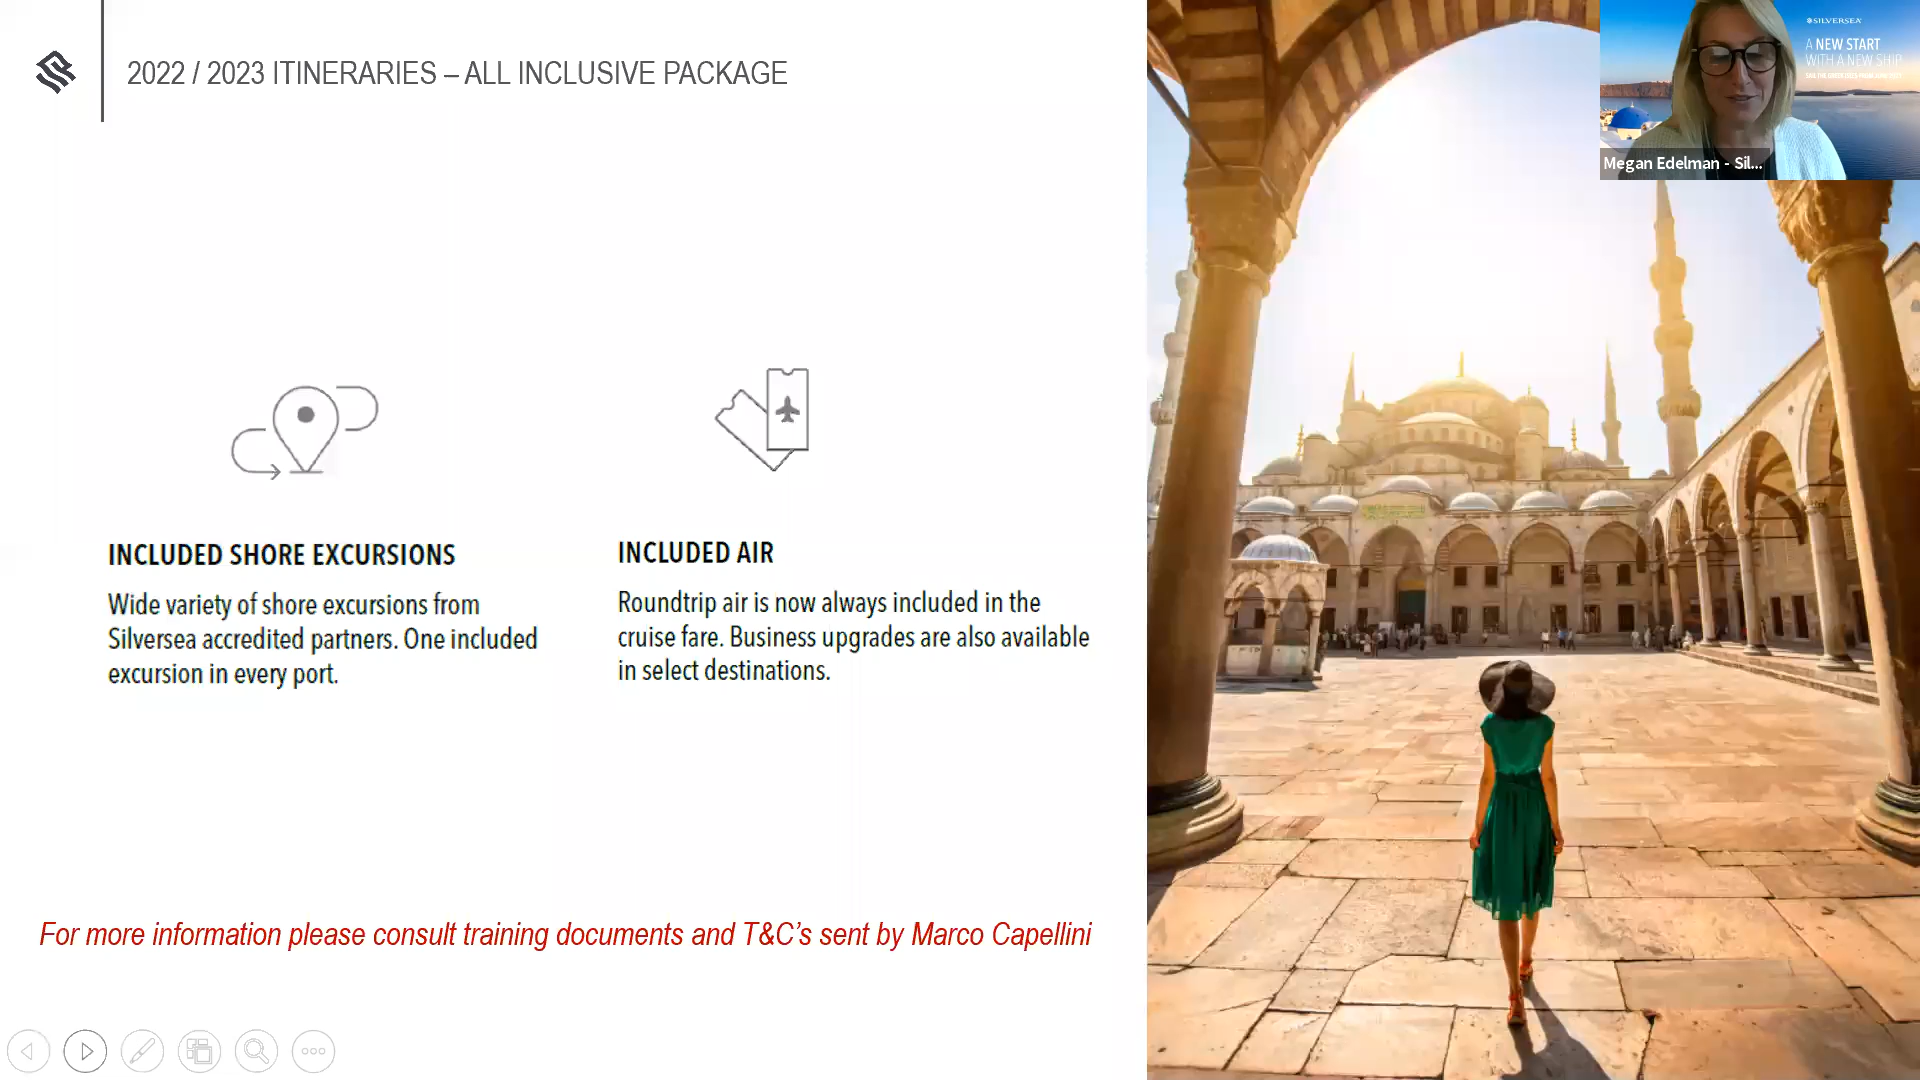 2022 / 2023 ITINERARIES – ALL INCLUSIVE PACKAGE
SILVERSEA
A NEW START
WITH A NEW SHIP
Megan Edelman - Sil...
INCLUDED SHORE EXCURSIONS
Wide variety of shore excursions from
Silversea accredited partners. One included
excursion in every port.
INCLUDED AIR
Roundtrip air is now always included in the
cruise fare. Business upgrades are also available
in select destinations.
For more information please consult training documents and T&C’s sent by Marco Capellini